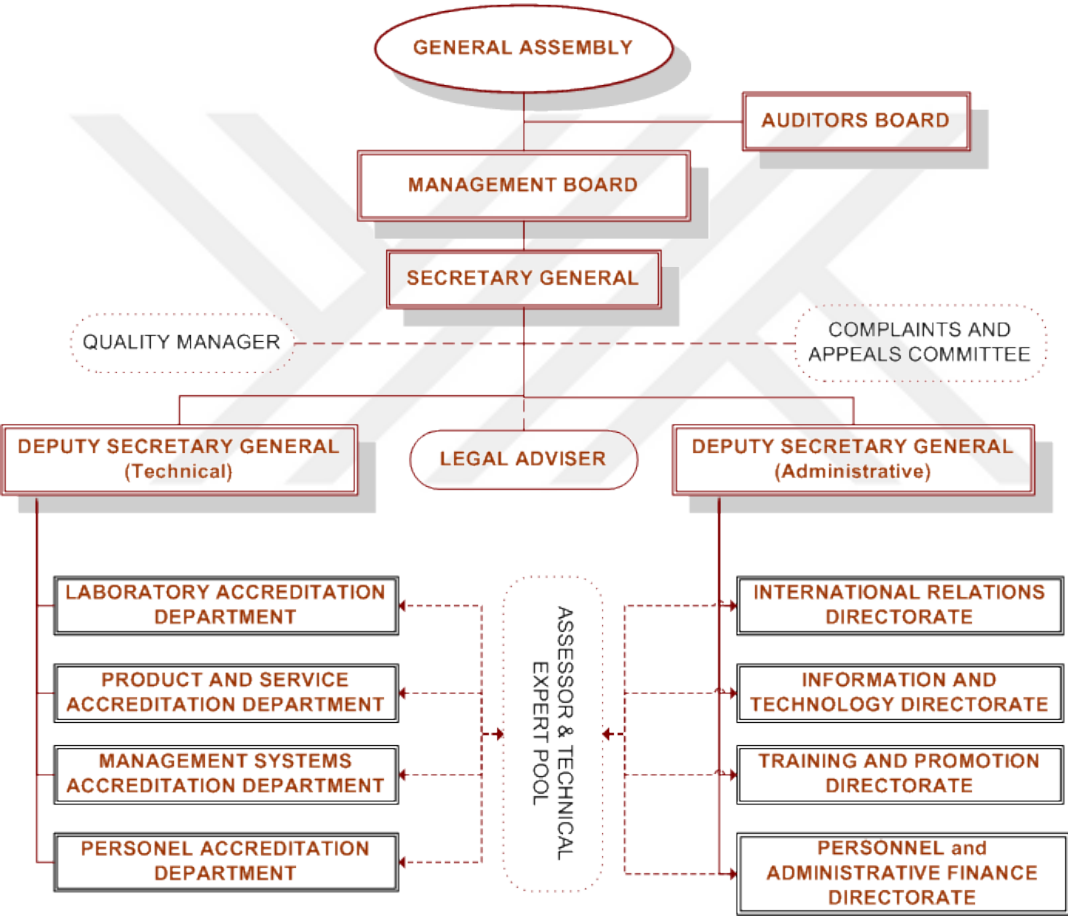 GENERAL ASSEMBLY
AUDITORS BOARD
MANAGEMENT BOARD
SECRETARY GENERAL
QUALITY MANAGER
COMPLAINTS AND
APPEALS COMMITTEE
DEPUTY SECRETARY GENERAL
(Technical)
LEGAL ADVISER
DEPUTY SECRETARY GENERAL
(Administrative)
LABORATORY ACCREDITATION
DEPARTMENT
PRODUCT AND SERVICE
ACCREDITATION DEPARTMENT
MANAGEMENT SYSTEMS
ACCREDITATION DEPARTMENT
PERSONEL ACCREDITATION
DEPARTMENT
ASSESSOR & TECHNICAL
EXPERT POOL
INTERNATIONAL RELATIONS
DIRECTORATE
INFORMATION AND
TECHNOLOGY DIRECTORATE
TRAINING AND PROMOTION
DIRECTORATE
PERSONNEL and
ADMINISTRATIVE FINANCE
DIRECTORATE